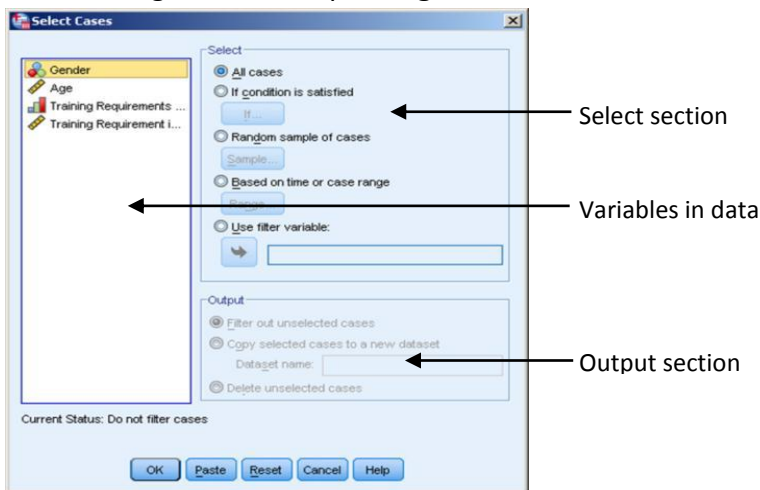 Select Cases
Gender
Age
Training Requirements ...
Training Requirement i...
Select
All cases
If condition is satisfied
If...
Random sample of cases
Sample...
Based on time or case range
Range...
Use filter variable:
Output
Filter out unselected cases
Copy selected cases to a new dataset
Dataset name:
Delete unselected cases
Current Status: Do not filter cases
OK Paste Reset Cancel Help
Select section
Variables in data
Output section